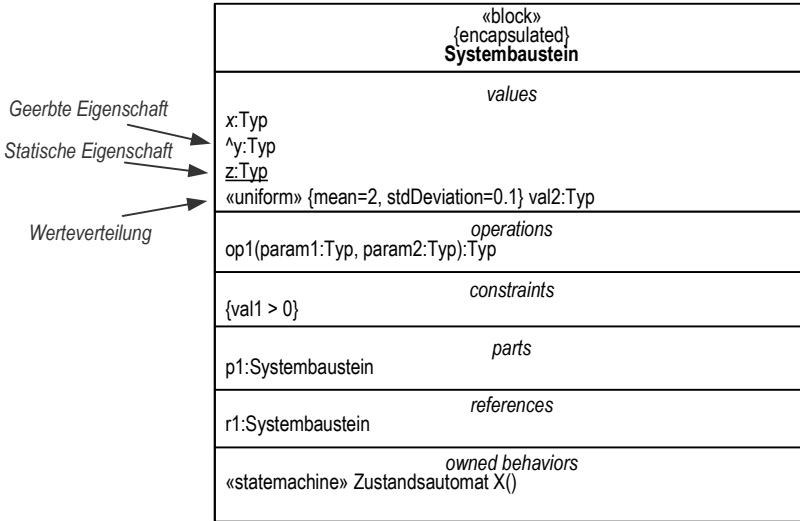 «block»
{encapsulated}
Systembaustein
values
Geerbte Eigenschaft
x:Typ
^y:Typ
Statische Eigenschaft
z:Typ
«uniform» {mean=2, stdDeviation=0.1} val2:Typ
Werteverteilung
operations
op1(param1:Typ, param2:Typ):Typ
constraints
{val1 > 0}
parts
p1:Systembaustein
references
r1:Systembaustein
owned behaviors
«statemachine» Zustandsautomat X()